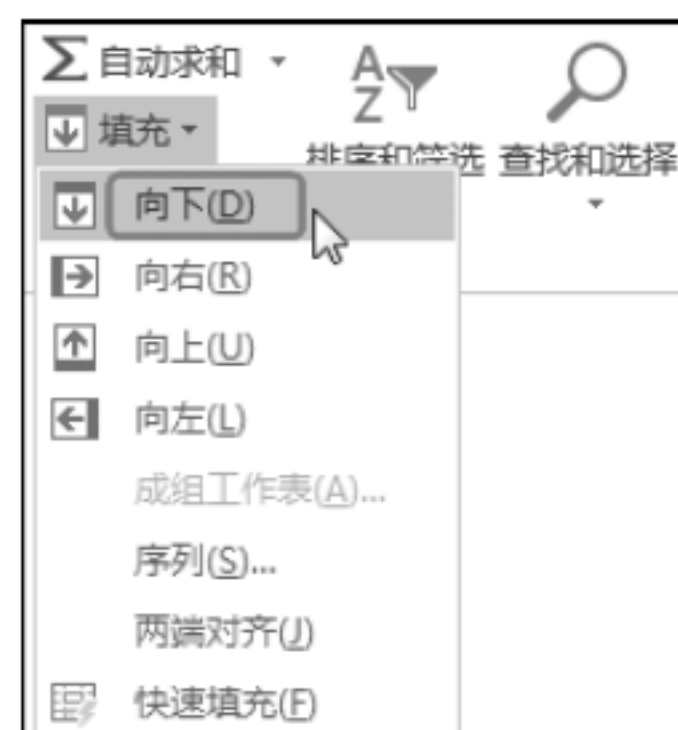 自动求和
填充
排序和筛选 查找和选择
向下(D)
向右(R)
向上(U)
向左(L)
成组工作表(A)...
序列(S)...
两端对齐(J)
快速填充(F)